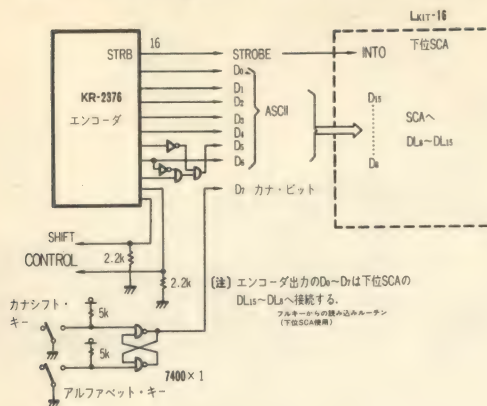 LKIT-16
STRB
16
STROBE
INT0
下位SCA
KR-2376
エンコーダ
D₀
D₁
D₂
D₃
D₄
D₅
D₆
ASCII
D₁₅
D₈
SCAへ
DL₈~DL₁₅
D₇ カナ・ビット
SHIFT
2.2k
CONTROL
2.2k
〔注〕エンコーダ出力のD₀~D₇は下位SCAの
DL₁₅~DL₈へ接続する.
フルキーからの読み込みルーチン
(下位SCA使用)
カナシフト・
キー
5k
5k
7400×1
アルファベット・キー